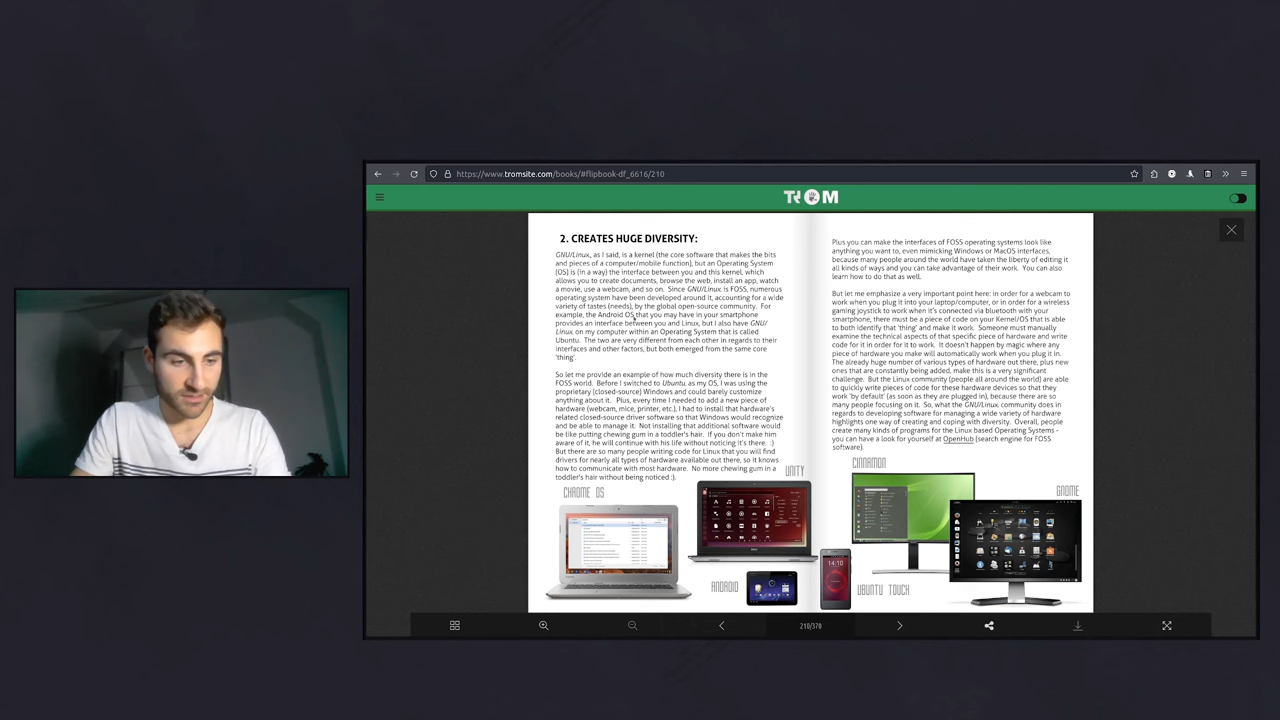 https://www.tromsite.com/books/#flipbook-df_6616/210
TROM
2. CREATES HUGE DIVERSITY:
GNU/Linux, as I said, is a kernel (the core software that makes the bits
and pieces of a computer/mobile function), but an Operating System
(OS) is (in a way) the interface between you and this kernel, which
allows you to create documents, browse the web, install an app, watch
a movie, use a webcam, and so on. Since GNU/Linux is FOSS, numerous
operating system have been developed around it, accounting for a wide
variety of tastes (needs), by the global open-source community. For
example, the Android OS that you may have in your smartphone
provides an interface between you and Linux, but I also have GNU/
Linux on my computer within an Operating System that is called
Ubuntu. The two are very different from each other in regards to their
interfaces and other factors, but both emerged from the same core
'thing'.
So let me provide an example of how much diversity there is in the
FOSS world. Before I switched to Ubuntu, as my OS, I was using the
proprietary (closed-source) Windows and could barely customize
anything about it. Plus, every time I needed to add a new piece of
hardware (webcam, mice, printer, etc.), I had to install that hardware's
related closed-source driver software so that Windows would recognize
and be able to manage it. Not installing that additional software would
be like putting chewing gum in a toddler's hair. If you don't make him
aware of it, he will continue with his life without noticing it's there. :)
But there are so many people writing code for Linux that you will find
drivers for nearly all types of hardware available out there, so it knows
how to communicate with most hardware. No more chewing gum in a
toddler's hair without being noticed :).
Plus you can make the interfaces of FOSS operating systems look like
anything you want to, even mimicking Windows or MacOS interfaces,
because many people around the world have taken the liberty of editing it
all kinds of ways and you can take advantage of their work. You can also
learn how to do that as well.
But let me emphasize a very important point here: in order for a webcam to
work when you plug it into your laptop/computer, or in order for a wireless
gaming joystick to work when it's connected via bluetooth with your
smartphone, there must be a piece of code on your Kernel/OS that is able
to both identify that 'thing' and make it work. Someone must manually
examine the technical aspects of that specific piece of hardware and write
code for it in order for it to work. It doesn't happen by magic where any
piece of hardware you make will automatically work when you plug it in.
The already huge number of various types of hardware out there, plus new
ones that are constantly being added, make this is a very significant
challenge. But the Linux community (people all around the world) are able
to quickly write pieces of code for these hardware devices so that they
work 'by default' (as soon as they are plugged in), because there are so
many people focusing on it. So, what the GNU/Linux community does in
regards to developing software for managing a wide variety of hardware
highlights one way of creating and coping with diversity. Overall, people
create many kinds of programs for the Linux based Operating Systems -
you can have a look for yourself at OpenHub (search engine for FOSS
software).
CHROME OS
UNITY
ANDROID
CINNAMON
GNOME
14:10
UBUNTU TOUCH
210/370